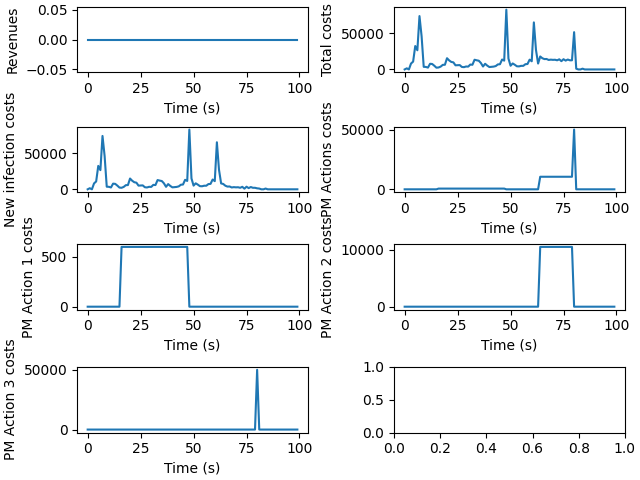 Revenues
0.05
0.00
−0.05
0 25 50 75 100
Time (s)
Total costs
50000
0
0 25 50 75 100
Time (s)
New infection costs
50000
0
0 25 50 75 100
Time (s)
PM Actions costs
50000
0
0 25 50 75 100
Time (s)
PM Action 1 costs
500
0
0 25 50 75 100
Time (s)
PM Action 2 costs
10000
0
0 25 50 75 100
Time (s)
PM Action 3 costs
50000
0
0 25 50 75 100
Time (s)
1.0
0.5
0.0
0.0 0.2 0.4 0.6 0.8 1.0